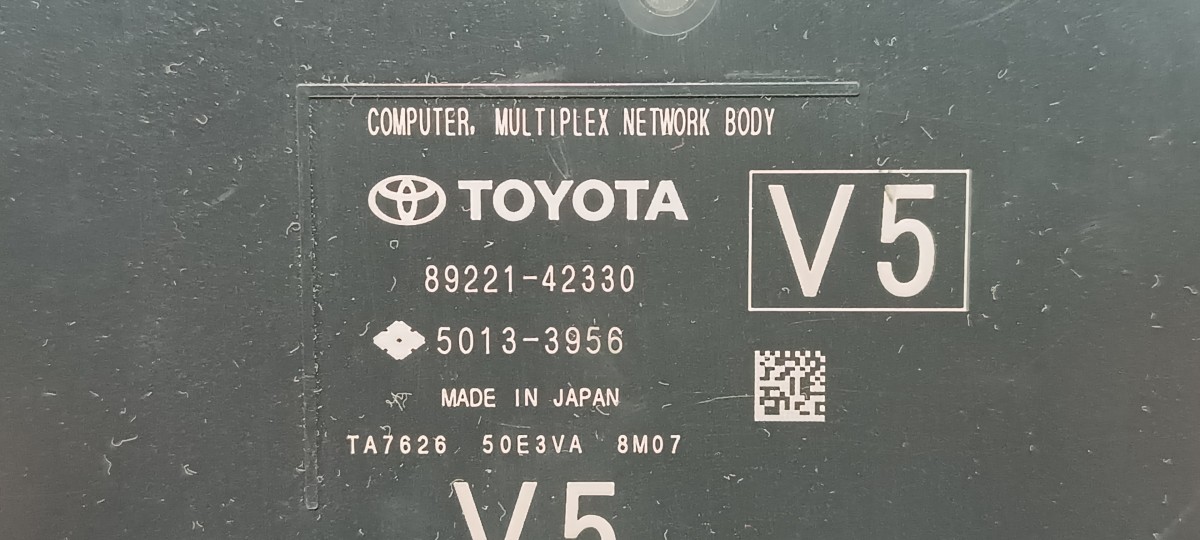 COMPUTER, MULTIPLEX NETWORK BODY
TOYOTA
V5
89221-42330
5013-3956
MADE IN JAPAN
TA7626 50E3VA 8M07
V5